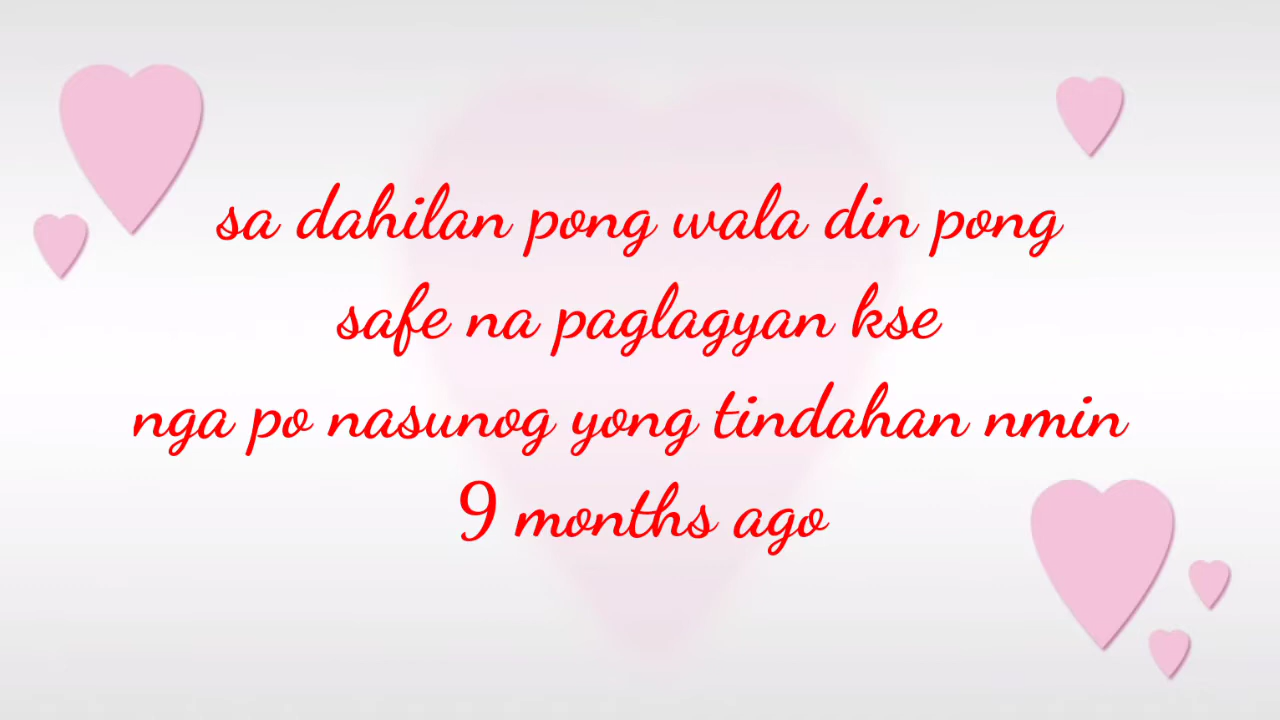 sa dahilan pong wala din pong
safe na paglagyan kse
nga po nasunog yong tindahan nmin
9 months ago